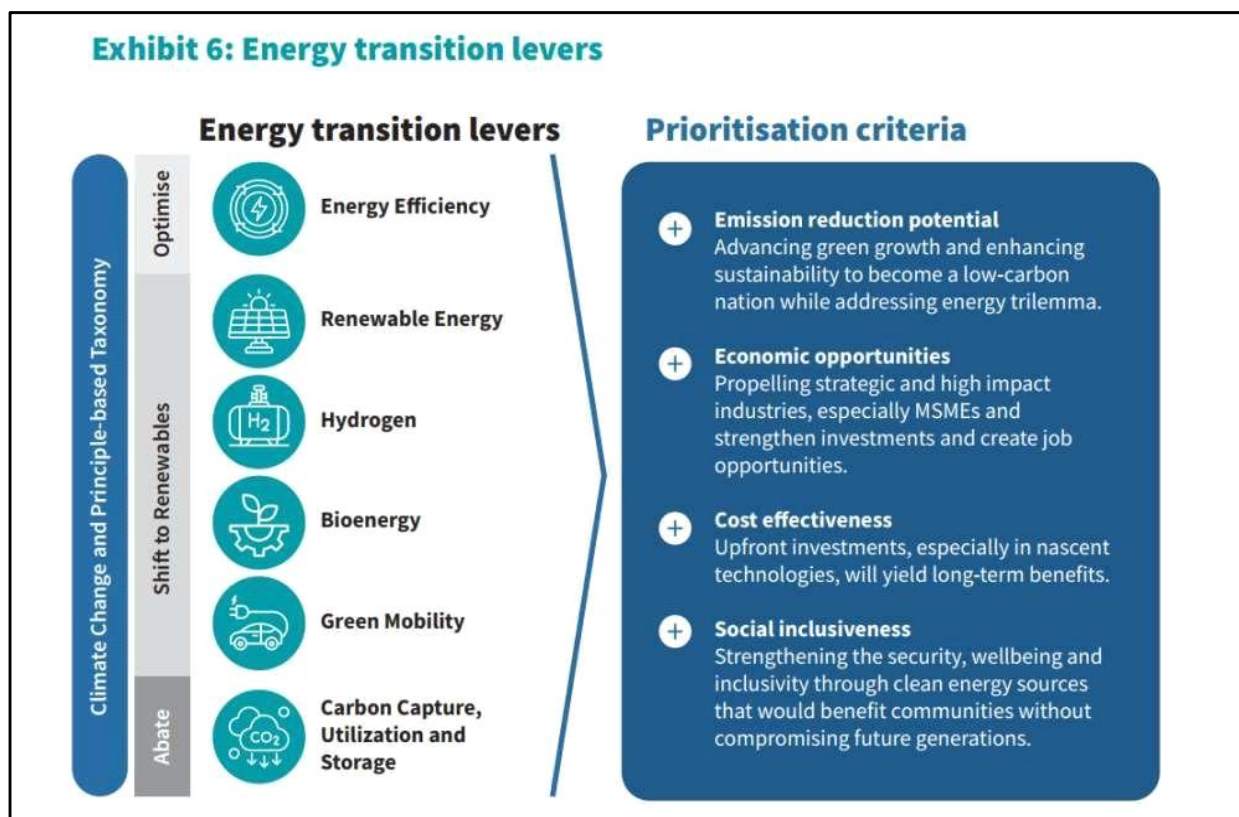 Exhibit 6: Energy transition levers
Energy transition levers
Prioritisation criteria
Climate Change and Principle-based Taxonomy
Optimise
Energy Efficiency
Shift to Renewables
Renewable Energy
Hydrogen
H2
Bioenergy
Green Mobility
Abate
Carbon Capture,
Utilization and
Storage
CO2
Emission reduction potential
Advancing green growth and enhancing
sustainability to become a low-carbon
nation while addressing energy trilemma.
Economic opportunities
Propelling strategic and high impact
industries, especially MSMEs and
strengthen investments and create job
opportunities.
Cost effectiveness
Upfront investments, especially in nascent
technologies, will yield long-term benefits.
Social inclusiveness
Strengthening the security, wellbeing and
inclusivity through clean energy sources
that would benefit communities without
compromising future generations.